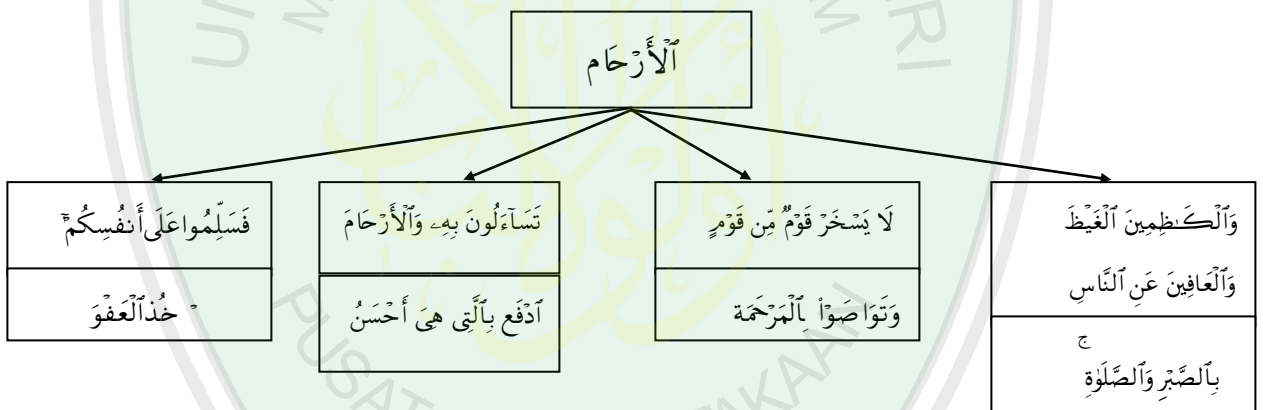 ٱلْأَرْحَام
وَٱلْكَـٰظِمِينَ ٱلْغَيْظَ
وَٱلْعَافِينَ عَنِ ٱلنَّاسِ
بِٱلصَّبْرِ وَٱلصَّلَوٰةِ ۚ
لَا يَسْخَرْ قَوْمٌ مِّن قَوْمٍ
وَتَوَاصَوْا۟ بِٱلْمَرْحَمَة
تَسَآءَلُونَ بِهِۦ وَٱلْأَرْحَامَ
ٱدْفَع بِٱلَّتِى هِىَ أَحْسَنُ
فَسَلِّمُوا عَلَى أَنفُسِكُمْ
خُذ ٱلْعَفْوَ